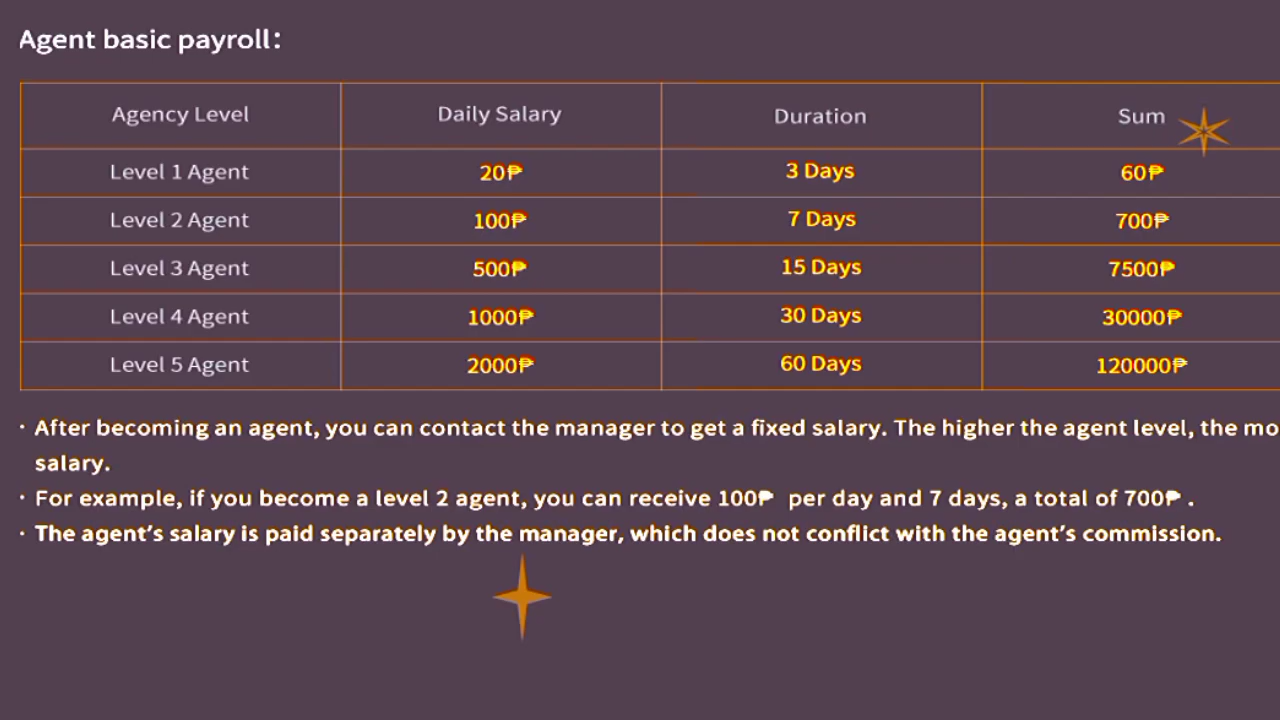 Agent basic payroll:
Agency Level Daily Salary Duration Sum
Level 1 Agent 20₱ 3 Days 60₱
Level 2 Agent 100₱ 7 Days 700₱
Level 3 Agent 500₱ 15 Days 7500₱
Level 4 Agent 1000₱ 30 Days 30000₱
Level 5 Agent 2000₱ 60 Days 120000₱
· After becoming an agent, you can contact the manager to get a fixed salary. The higher the agent level, the mo
salary.
· For example, if you become a level 2 agent, you can receive 100₱ per day and 7 days, a total of 700₱ .
· The agent’s salary is paid separately by the manager, which does not conflict with the agent’s commission.